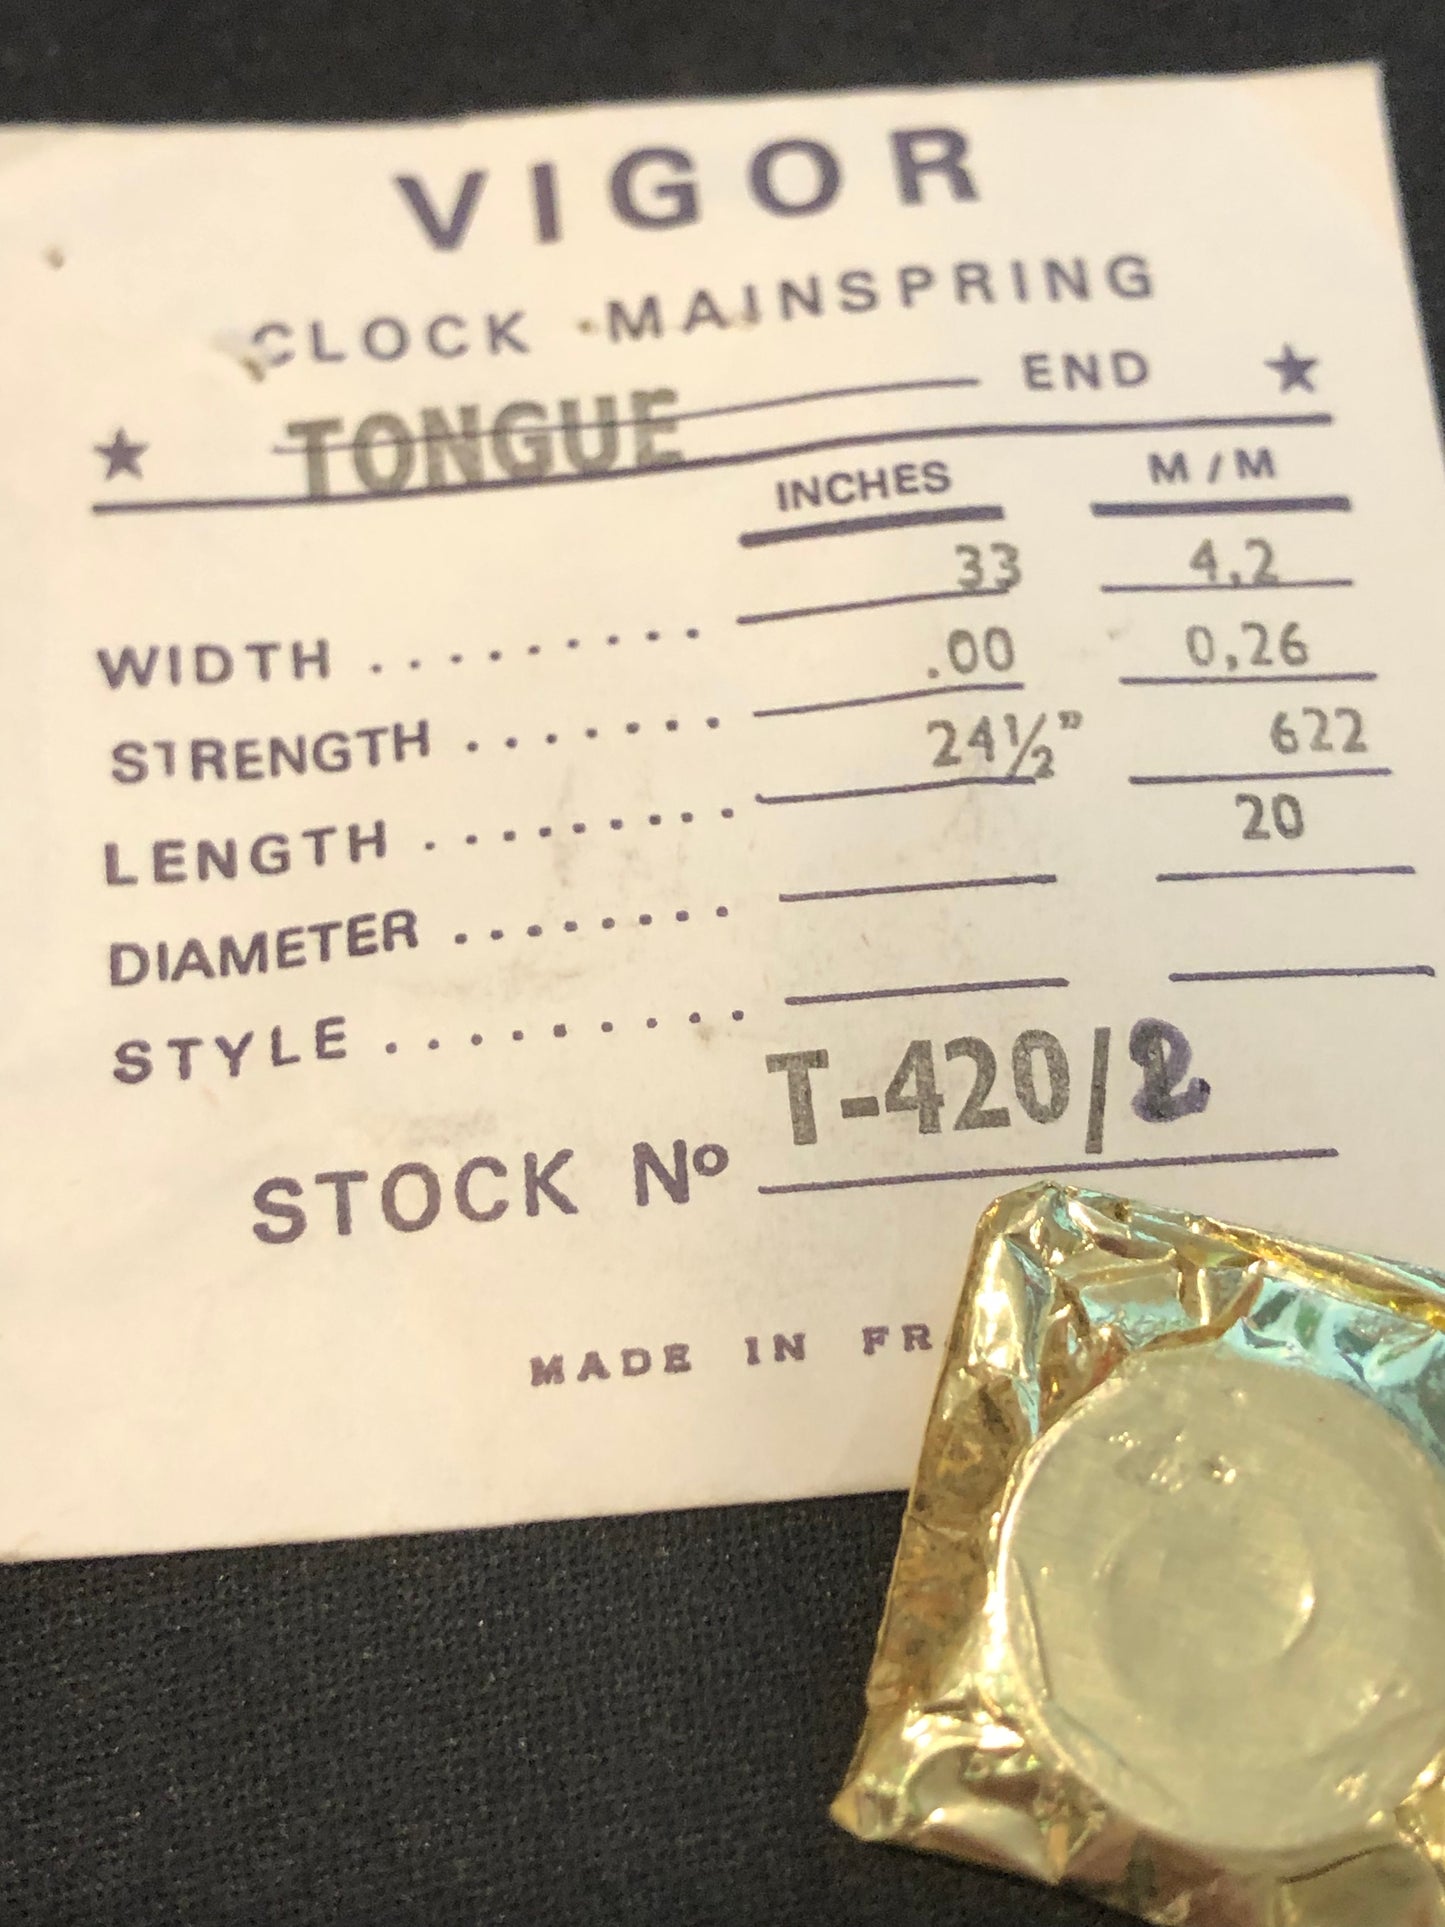 VIGOR
CLOCK MAINSPRING
★ TONGUE END ★
INCHES M/M
WIDTH ......... 33 4,2
STRENGTH ....... .00 0,26
LENGTH ......... 24½" 622
DIAMETER ........ 20
STYLE .........
STOCK Nº T-420/2
MADE IN FR